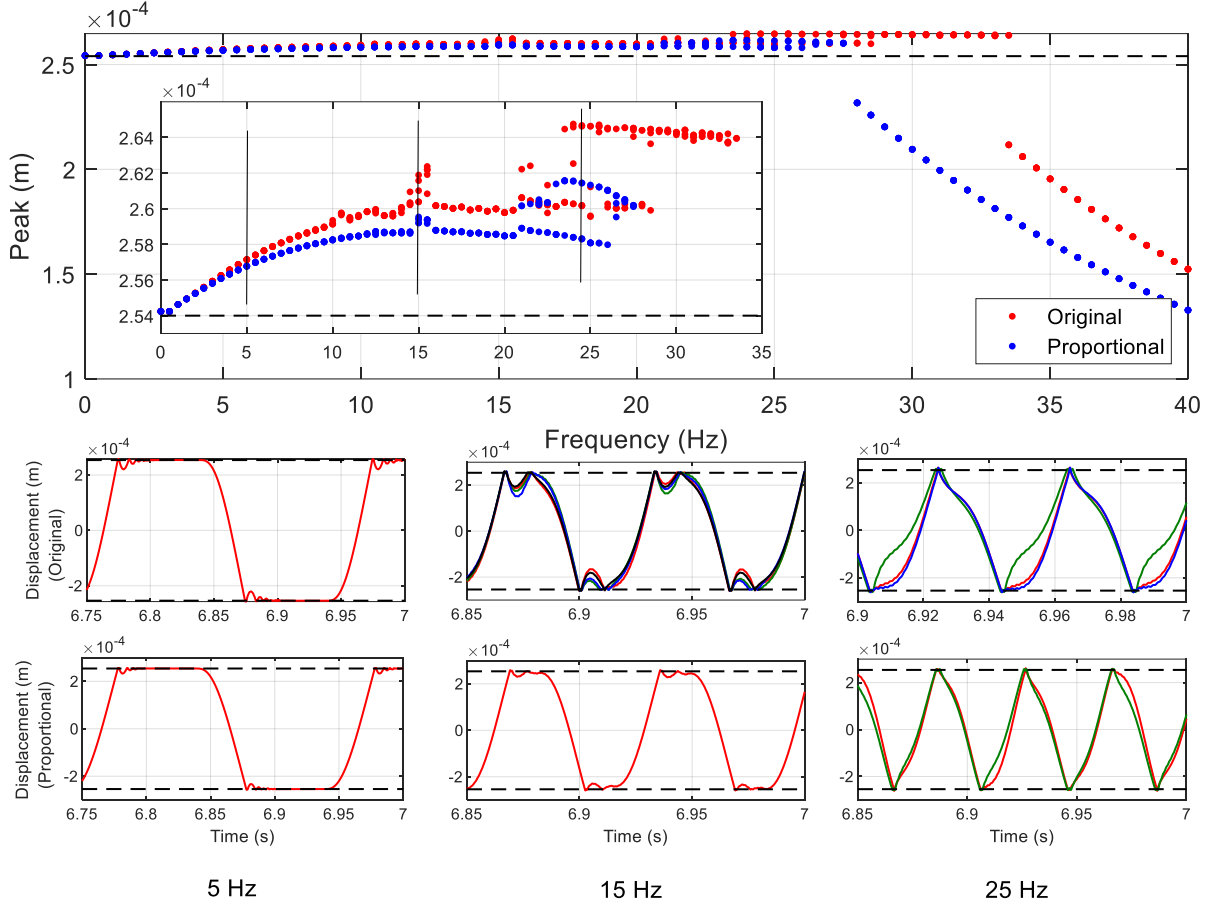 ×10⁻⁴
Peak (m)
2.5
2
1.5
1
×10⁻⁴
2.64
2.62
2.6
2.58
2.56
2.54
0 5 10 15 20 25 30 35
Original
Proportional
0 5 10 15 20 25 30 35 40
Frequency (Hz)
×10⁻⁴ ×10⁻⁴ ×10⁻⁴
Displacement (m)
(Original)
2 2 2
0 0 0
-2 -2 -2
6.75 6.8 6.85 6.9 6.95 7
6.85 6.9 6.95 7
6.9 6.92 6.94 6.96 6.98 7
×10⁻⁴ ×10⁻⁴ ×10⁻⁴
Displacement (m)
(Proportional)
2 2 2
0 0 0
-2 -2 -2
6.75 6.8 6.85 6.9 6.95 7
6.85 6.9 6.95 7
6.85 6.9 6.95 7
Time (s) Time (s) Time (s)
5 Hz 15 Hz 25 Hz